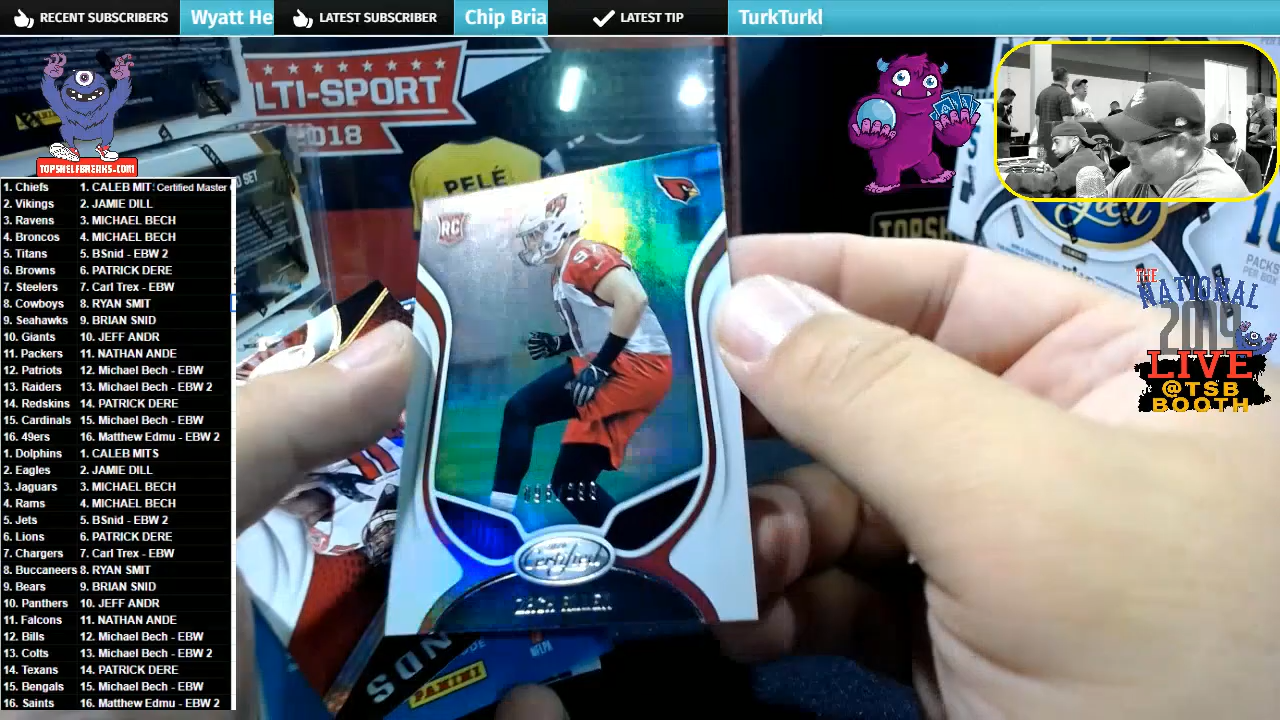 RECENT SUBSCRIBERS
Wyatt He
LATEST SUBSCRIBER
Chip Bria
LATEST TIP
TurkTurkl
LTI-SPORT
2018
PELÉ
TOPSHELFBREAKS.COM
RC
THE
NATIONAL
2019
LIVE
@TSB
BOOTH
PACKS
PER BOX
Certified
PANINI
NFLPA
1. Chiefs 1. CALEB MIT: Certified Master
2. Vikings 2. JAMIE DILL
3. Ravens 3. MICHAEL BECH
4. Broncos 4. MICHAEL BECH
5. Titans 5. BSnid - EBW 2
6. Browns 6. PATRICK DERE
7. Steelers 7. Carl Trex - EBW
8. Cowboys 8. RYAN SMIT
9. Seahawks 9. BRIAN SNID
10. Giants 10. JEFF ANDR
11. Packers 11. NATHAN ANDE
12. Patriots 12. Michael Bech - EBW
13. Raiders 13. Michael Bech - EBW 2
14. Redskins 14. PATRICK DERE
15. Cardinals 15. Michael Bech - EBW
16. 49ers 16. Matthew Edmu - EBW 2
1. Dolphins 1. CALEB MITS
2. Eagles 2. JAMIE DILL
3. Jaguars 3. MICHAEL BECH
4. Rams 4. MICHAEL BECH
5. Jets 5. BSnid - EBW 2
6. Lions 6. PATRICK DERE
7. Chargers 7. Carl Trex - EBW
8. Buccaneers 8. RYAN SMIT
9. Bears 9. BRIAN SNID
10. Panthers 10. JEFF ANDR
11. Falcons 11. NATHAN ANDE
12. Bills 12. Michael Bech - EBW
13. Colts 13. Michael Bech - EBW 2
14. Texans 14. PATRICK DERE
15. Bengals 15. Michael Bech - EBW
16. Saints 16. Matthew Edmu - EBW 2